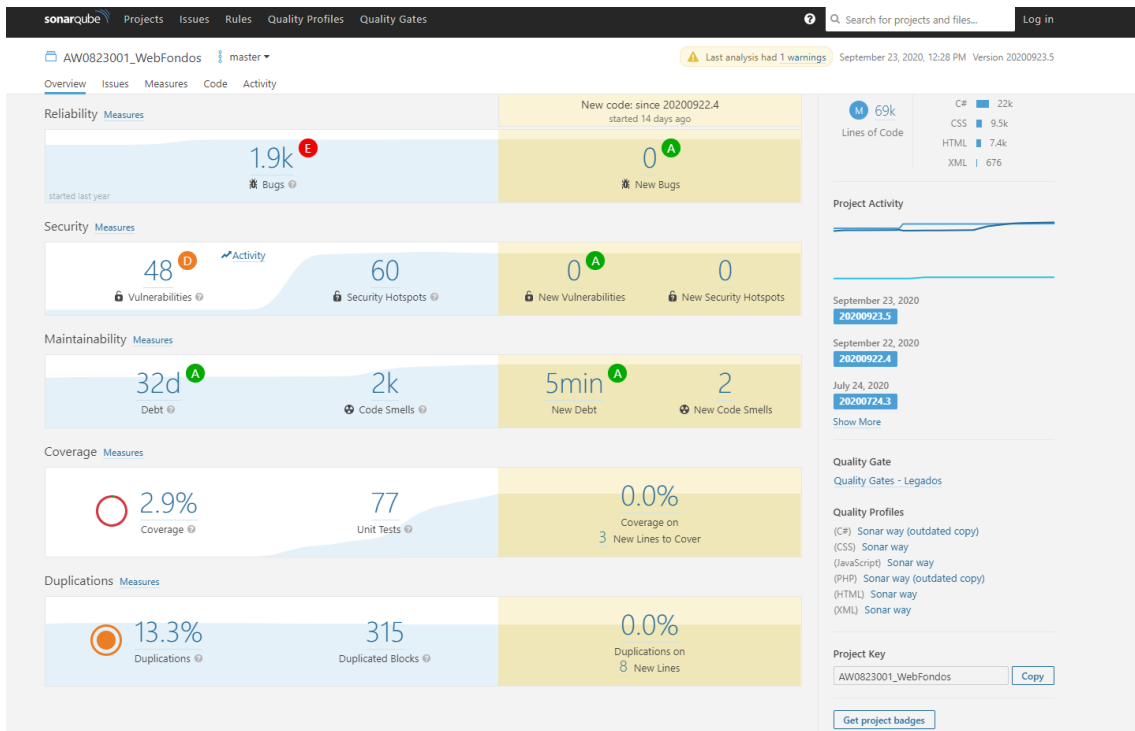 sonarqube Projects Issues Rules Quality Profiles Quality Gates Search for projects and files... Log in
AW0823001_WebFondos master
Last analysis had 1 warnings September 23, 2020, 12:28 PM Version 20200923.5
Overview Issues Measures Code Activity
Reliability Measures
New code: since 20200922.4
started 14 days ago
1.9k E
Bugs
started last year
0 A
New Bugs
Security Measures
48 D
Vulnerabilities
Activity
60
Security Hotspots
0 A
New Vulnerabilities
0
New Security Hotspots
Maintainability Measures
32d A
Debt
2k
Code Smells
5min A
New Debt
2
New Code Smells
Coverage Measures
2.9%
Coverage
77
Unit Tests
0.0%
Coverage on
3 New Lines to Cover
Duplications Measures
13.3%
Duplications
315
Duplicated Blocks
0.0%
Duplications on
8 New Lines
M 69k
Lines of Code
C# 22k
CSS 9.5k
HTML 7.4k
XML 676
Project Activity
September 23, 2020
20200923.5
September 22, 2020
20200922.4
July 24, 2020
20200724.3
Show More
Quality Gate
Quality Gates - Legados
Quality Profiles
(C#) Sonar way (outdated copy)
(CSS) Sonar way
(JavaScript) Sonar way
(PHP) Sonar way (outdated copy)
(HTML) Sonar way
(XML) Sonar way
Project Key
AW0823001_WebFondos Copy
Get project badges